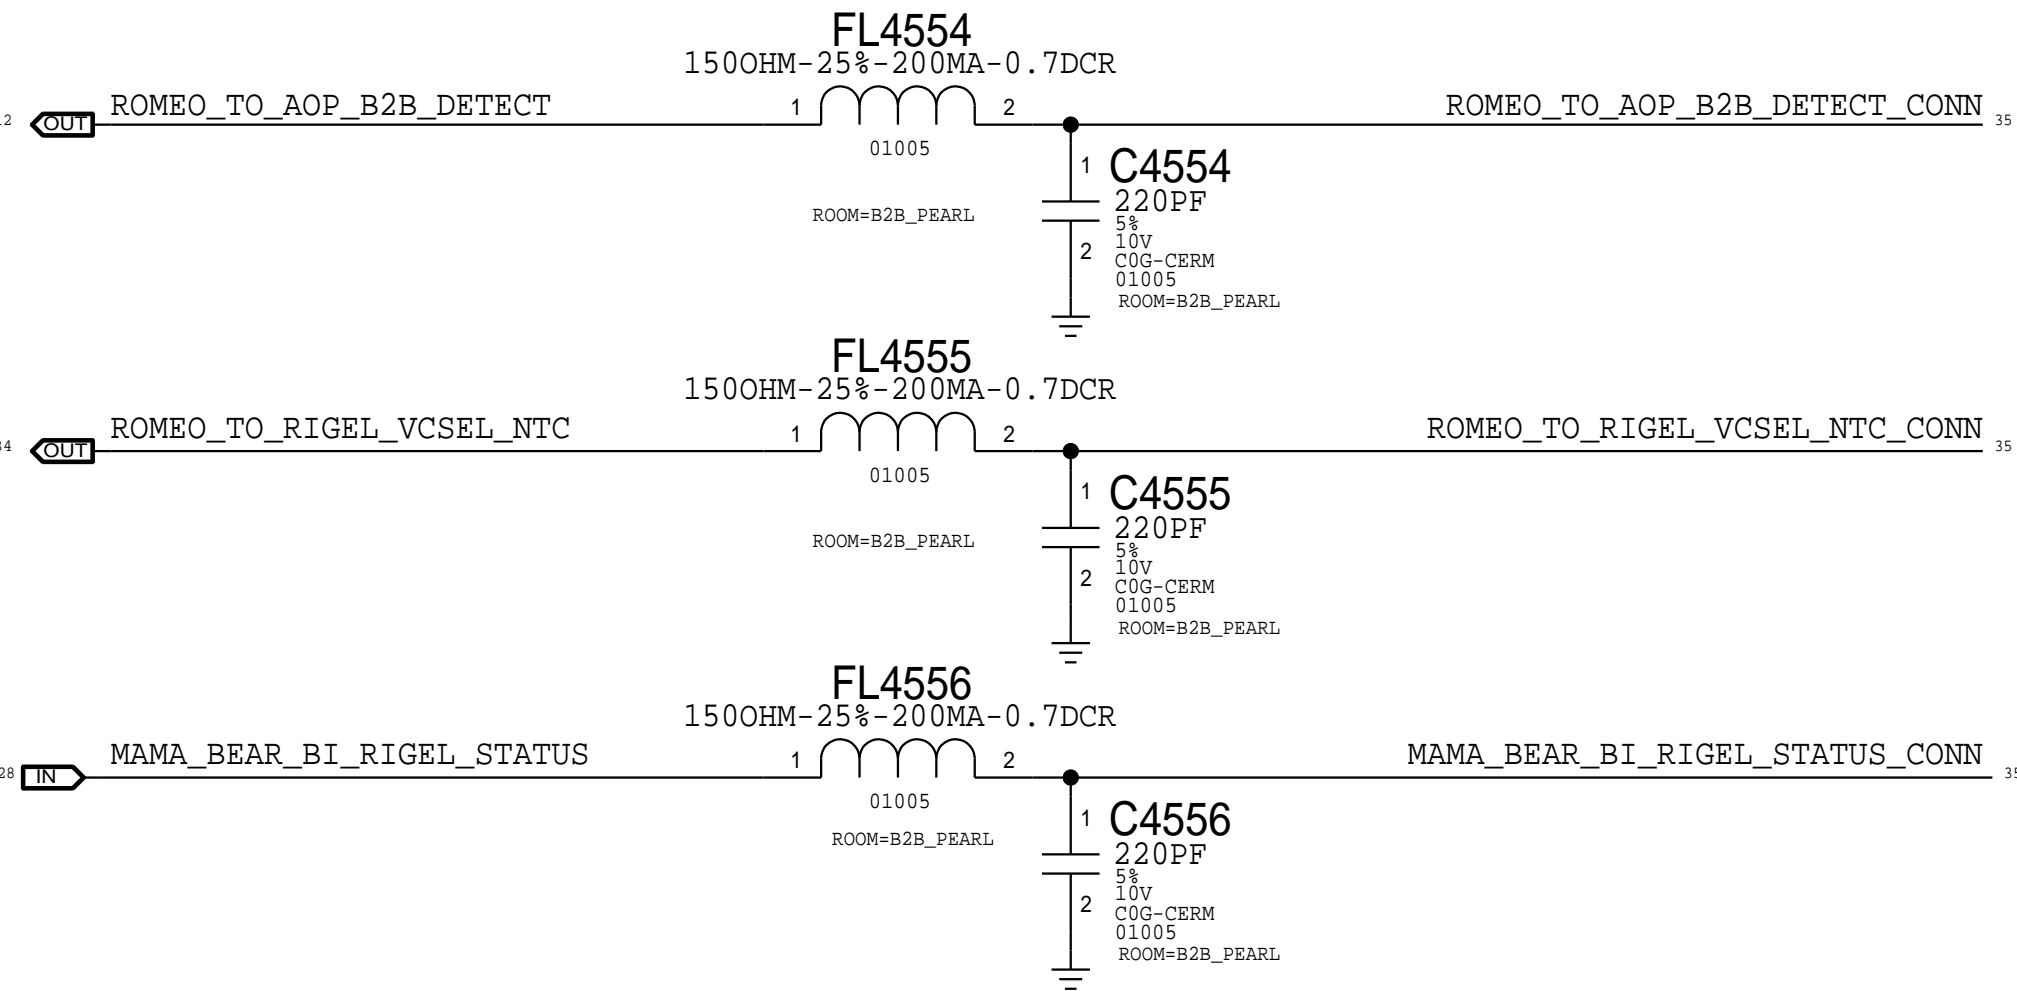 FL4554
150OHM-25%-200MA-0.7DCR
OUT ROMEO_TO_AOP_B2B_DETECT 1 2 ROMEO_TO_AOP_B2B_DETECT_CONN 35
01005
1 C4554
220PF
ROOM=B2B_PEARL
5%
10V
2
C0G-CERM
01005
ROOM=B2B_PEARL
FL4555
150OHM-25%-200MA-0.7DCR
OUT ROMEO_TO_RIGEL_VCSEL_NTC 1 2 ROMEO_TO_RIGEL_VCSEL_NTC_CONN 35
01005
1 C4555
220PF
ROOM=B2B_PEARL
5%
10V
2
C0G-CERM
01005
ROOM=B2B_PEARL
FL4556
150OHM-25%-200MA-0.7DCR
28 IN MAMA_BEAR_BI_RIGEL_STATUS 1 2 MAMA_BEAR_BI_RIGEL_STATUS_CONN
01005
1 C4556
ROOM=B2B_PEARL
220PF
5%
10V
2
C0G-CERM
01005
ROOM=B2B_PEARL